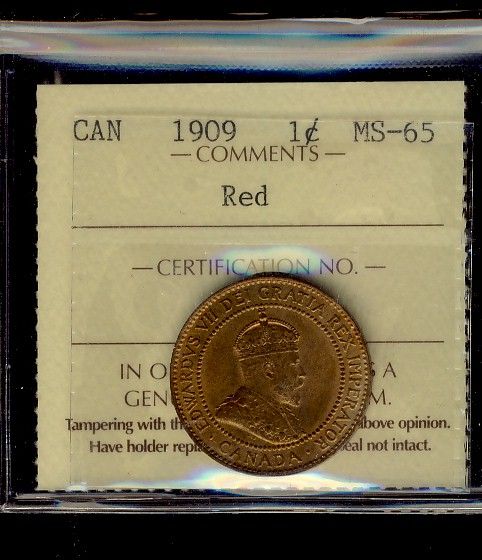 CAN 1909 1¢ MS-65
— COMMENTS —
Red
— CERTIFICATION NO. —
EDWARDVS VII DEI GRATIA REX IMPERATOR
CANADA
IN O A
GEN M.
Tampering with th above opinion.
Have holder repl eal not intact.